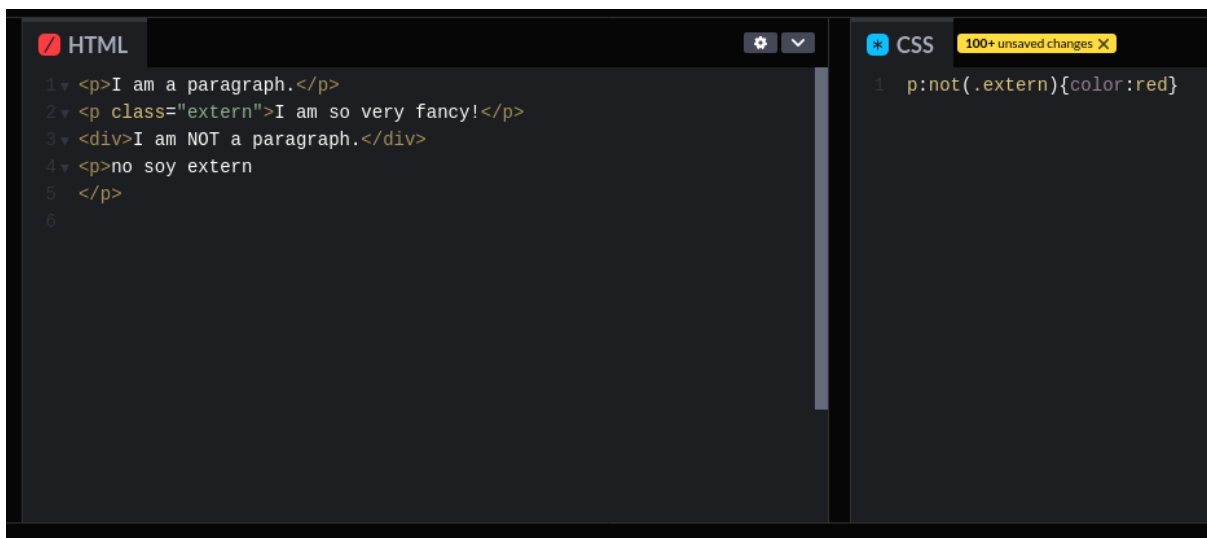 HTML
1 <p>I am a paragraph.</p>
2 <p class="extern">I am so very fancy!</p>
3 <div>I am NOT a paragraph.</div>
4 <p>no soy extern
5 </p>
6
CSS 100+ unsaved changes X
1 p:not(.extern){color:red}